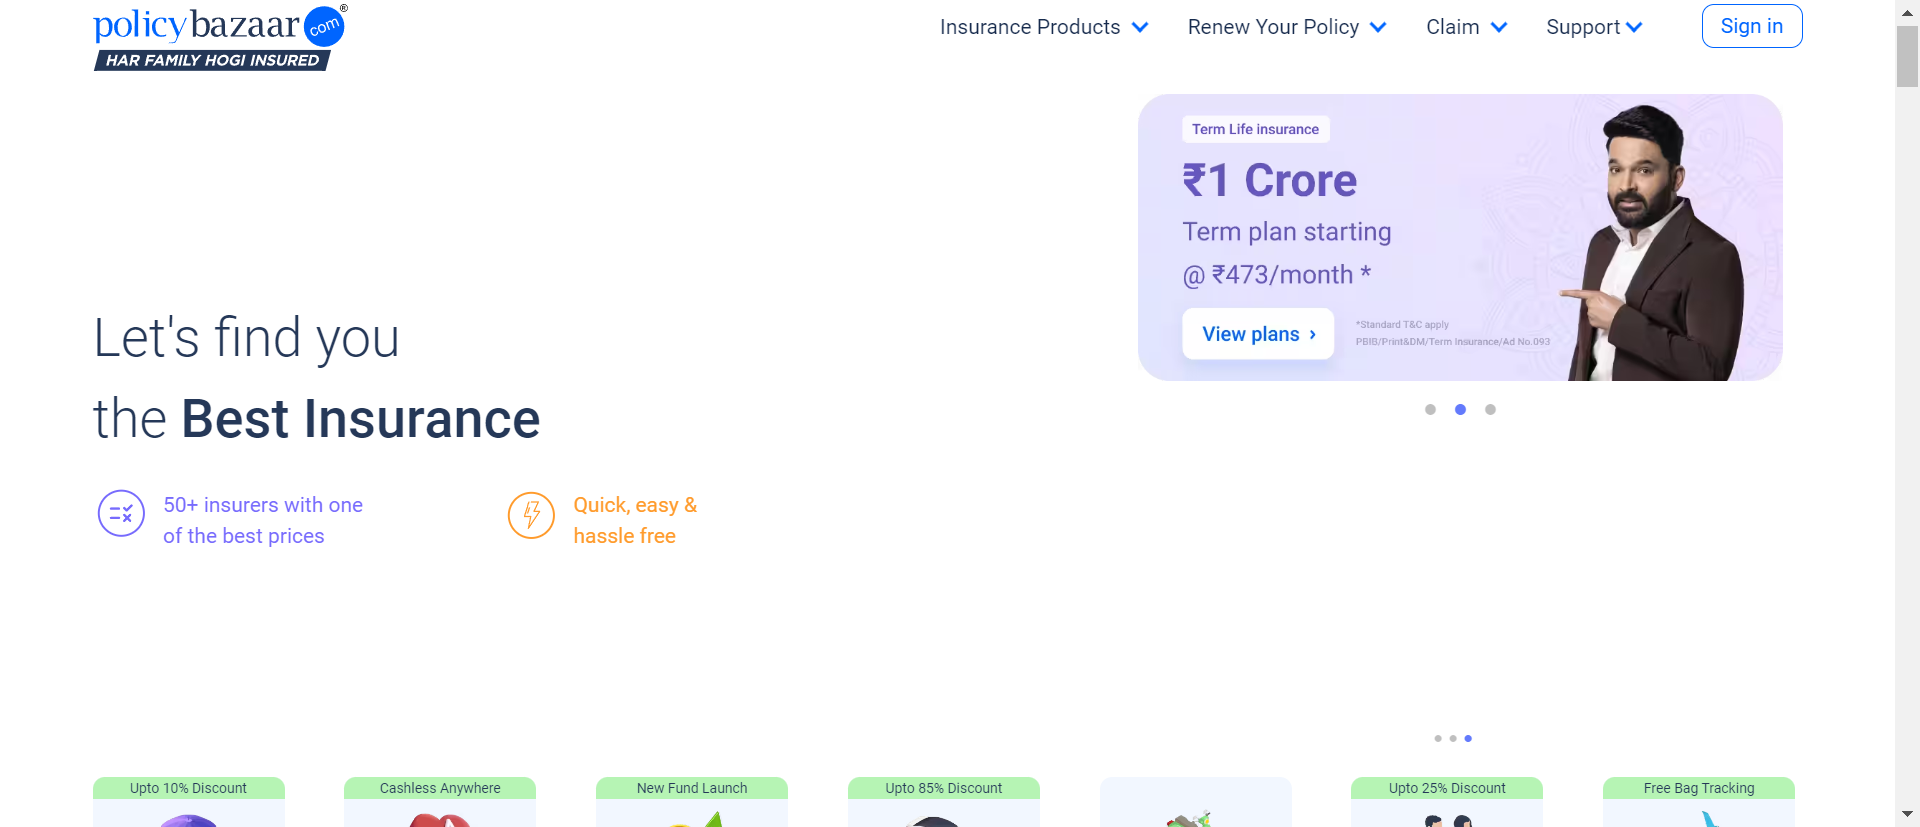 policybazaar com ®
HAR FAMILY HOGI INSURED
Insurance Products
Renew Your Policy
Claim
Support
Sign in
Term Life insurance
₹1 Crore
Term plan starting
@ ₹473/month *
View plans ›
*Standard T&C apply
PBIB/Print&DM/Term Insurance/Ad No.093
Let's find you
the Best Insurance
50+ insurers with one
of the best prices
Quick, easy &
hassle free
Upto 10% Discount
Cashless Anywhere
New Fund Launch
Upto 85% Discount
Upto 25% Discount
Free Bag Tracking